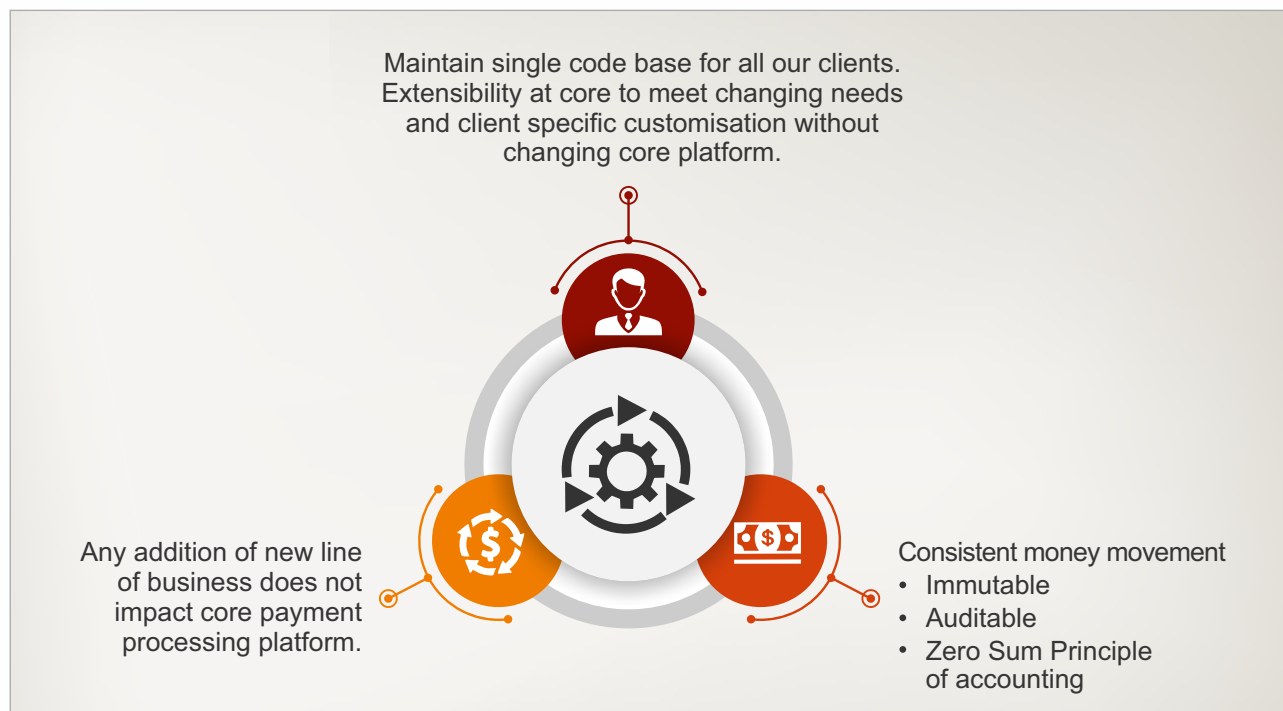 Maintain single code base for all our clients.
Extensibility at core to meet changing needs
and client specific customisation without
changing core platform.
$
$
Any addition of new line
of business does not
impact core payment
processing platform.
Consistent money movement
• Immutable
• Auditable
• Zero Sum Principle
of accounting